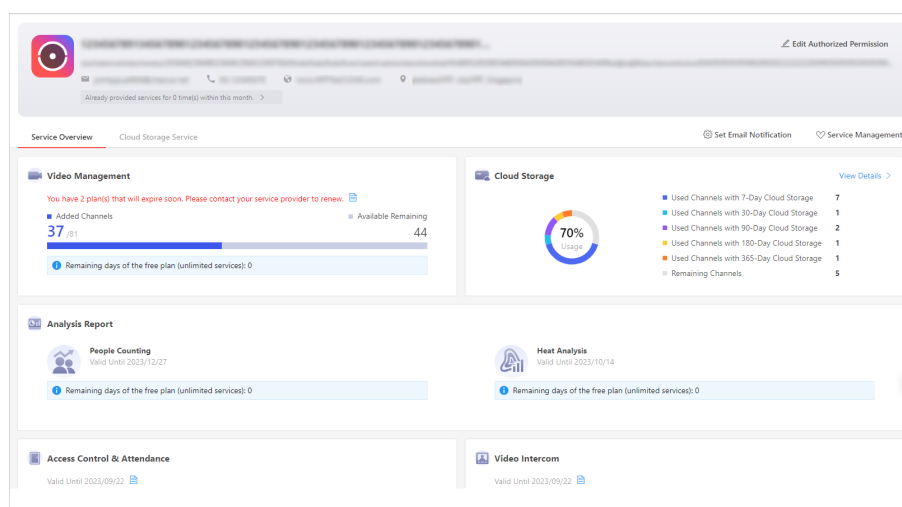 Edit Authorized Permission
Already provided services for 0 time(s) within this month. >
Service Overview
Cloud Storage Service
Set Email Notification
Service Management
Video Management
You have 2 plan(s) that will expire soon. Please contact your service provider to renew.
Added Channels
Available Remaining
37 /81
44
Remaining days of the free plan (unlimited services): 0
Cloud Storage
View Details >
70%
Usage
Used Channels with 7-Day Cloud Storage 7
Used Channels with 30-Day Cloud Storage 1
Used Channels with 90-Day Cloud Storage 2
Used Channels with 180-Day Cloud Storage 1
Used Channels with 365-Day Cloud Storage 1
Remaining Channels 5
Analysis Report
People Counting
Valid Until 2023/12/27
Remaining days of the free plan (unlimited services): 0
Heat Analysis
Valid Until 2023/10/14
Remaining days of the free plan (unlimited services): 0
Access Control & Attendance
Valid Until 2023/09/22
Video Intercom
Valid Until 2023/09/22